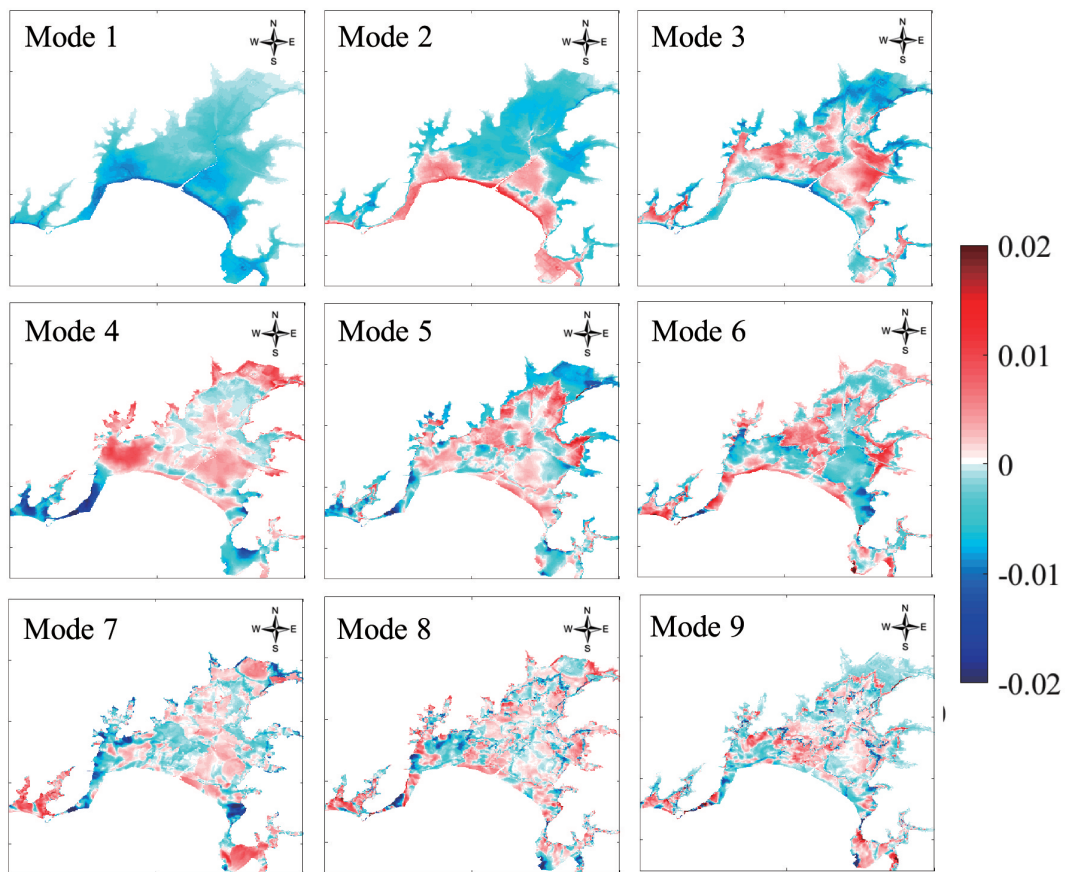 Mode 1
N
W E
S
Mode 2
N
W E
S
Mode 3
N
W E
S
Mode 4
N
W E
S
Mode 5
N
W E
S
Mode 6
N
W E
S
0.02
0.01
0
-0.01
-0.02
Mode 7
N
W E
S
Mode 8
N
W E
S
Mode 9
N
W E
S
)